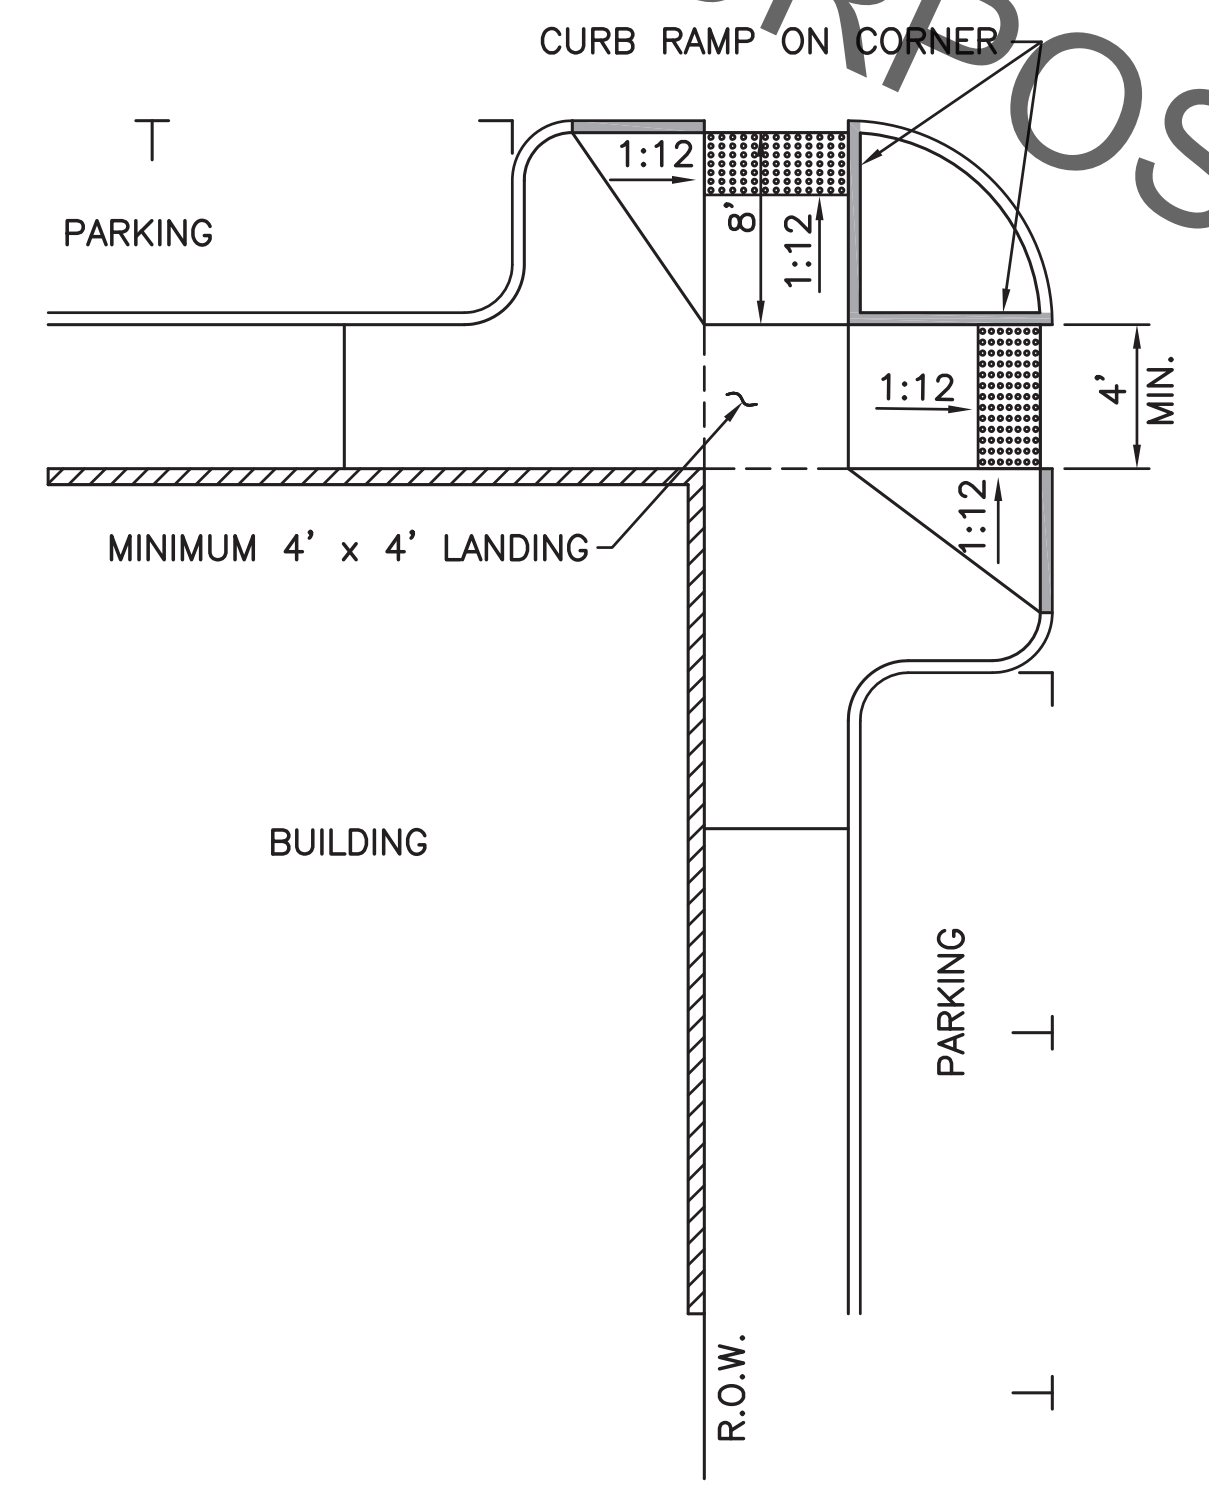 CURB RAMP ON CORNER
1:12
8'
1:12
PARKING
1:12
4'
MIN.
1:12
MINIMUM 4' x 4' LANDING
BUILDING
PARKING
R.O.W.